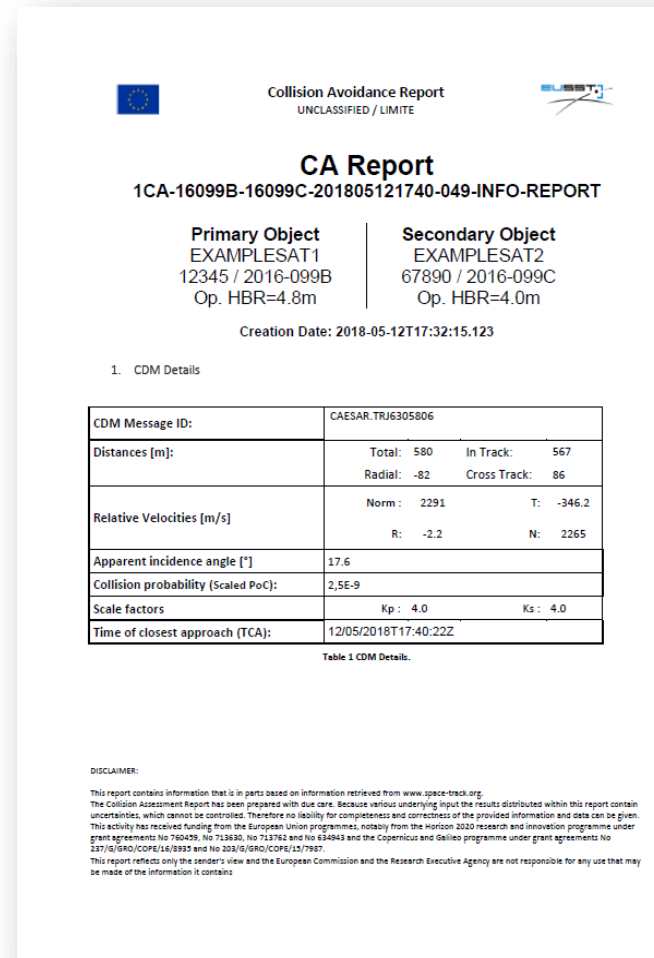 Collision Avoidance Report
UNCLASSIFIED / LIMITE
EUSST
CA Report
1CA-16099B-16099C-201805121740-049-INFO-REPORT
Primary Object
EXAMPLESAT1
12345 / 2016-099B
Op. HBR=4.8m
Secondary Object
EXAMPLESAT2
67890 / 2016-099C
Op. HBR=4.0m
Creation Date: 2018-05-12T17:32:15.123
1. CDM Details
CDM Message ID: CAESAR.TRJ6305806
Distances [m]: Total: 580 In Track: 567
Radial: -82 Cross Track: 86
Relative Velocities [m/s] Norm : 2291 T: -346.2
R: -2.2 N: 2265
Apparent incidence angle [°] 17.6
Collision probability (Scaled PoC): 2,5E-9
Scale factors Kp : 4.0 Ks : 4.0
Time of closest approach (TCA): 12/05/2018T17:40:22Z
Table 1 CDM Details.
DISCLAIMER:
This report contains information that is in parts based on information retrieved from www.space-track.org.
The Collision Assessment Report has been prepared with due care. Because various underlying input the results distributed within this report contain
uncertainties, which cannot be controlled. Therefore no liability for completeness and correctness of the provided information and data can be given.
This activity has received funding from the European Union programmes, notably from the Horizon 2020 research and innovation programme under
grant agreements No 760459, No 713630, No 713762 and No 634943 and the Copernicus and Galileo programme under grant agreements No
237/G/GRO/COPE/16/8935 and No 203/G/GRO/COPE/15/7987.
This report reflects only the sender's view and the European Commission and the Research Executive Agency are not responsible for any use that may
be made of the information it contains